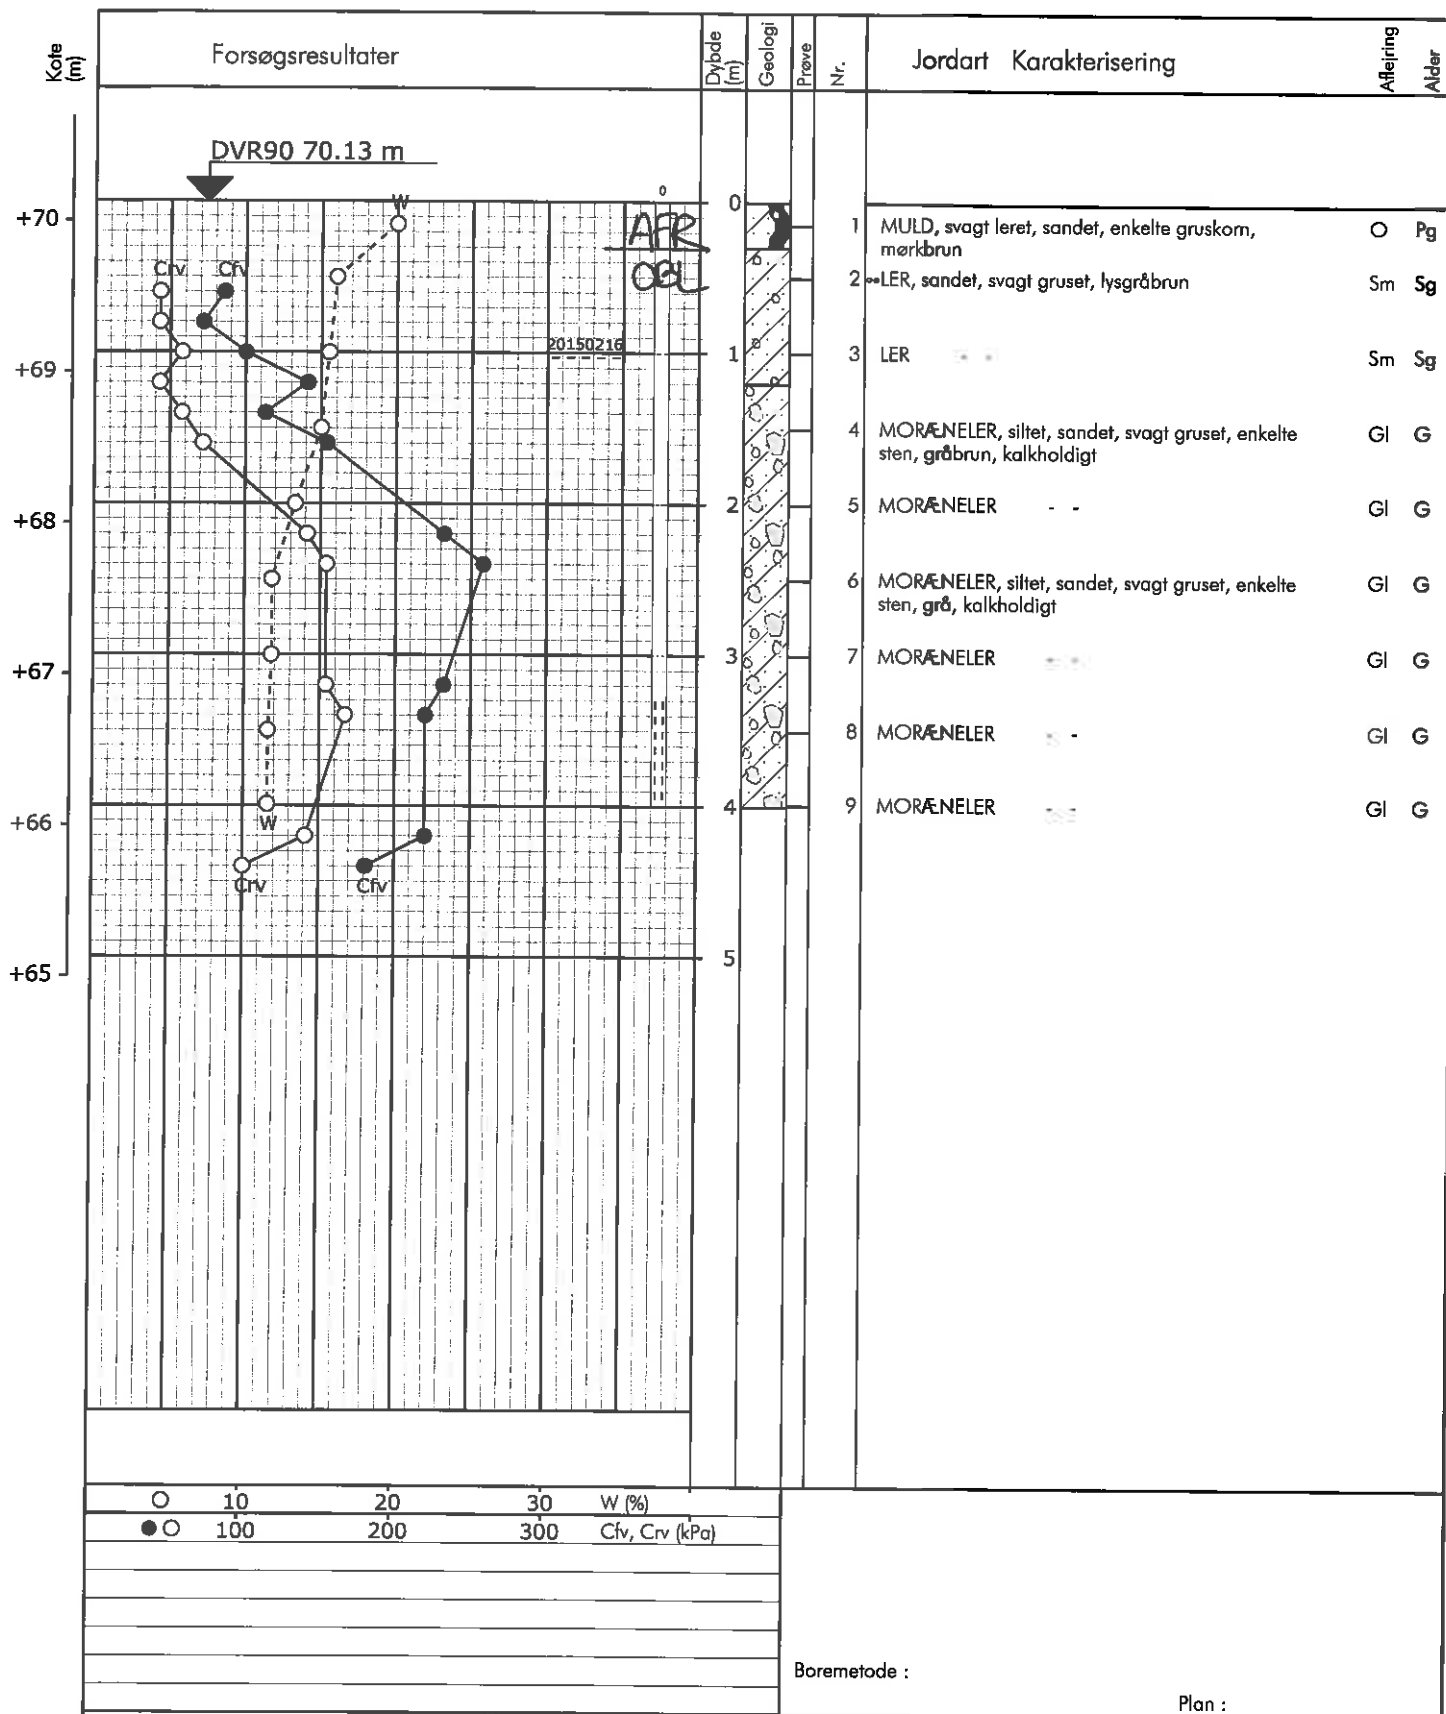 Kote (m)
Forsøgsresultater
Dybde (m)
Geologi
Prøve
Nr.
Jordart Karakterisering
Aflejring
Alder
DVR90 70.13 m
W
o
0
+70
AFR
OBL
1 MULD, svagt leret, sandet, enkelte gruskorn,
mørkbrun
O Pg
Crv
Cfv
2 LER, sandet, svagt gruset, lysgråbrun Sm Sg
20150216
1
+69
3 LER Sm Sg
4 MORÆNELER, siltet, sandet, svagt gruset, enkelte
sten, gråbrun, kalkholdigt
Gl G
2
+68
5 MORÆNELER - - Gl G
6 MORÆNELER, siltet, sandet, svagt gruset, enkelte
sten, grå, kalkholdigt
Gl G
3
+67
7 MORÆNELER - - Gl G
8 MORÆNELER - - Gl G
4
+66
W
9 MORÆNELER - - Gl G
Crv
Cfv
5
+65
10 20 30 W (%)
100 200 300 Cfv, Crv (kPa)
Boremetode :
Plan :